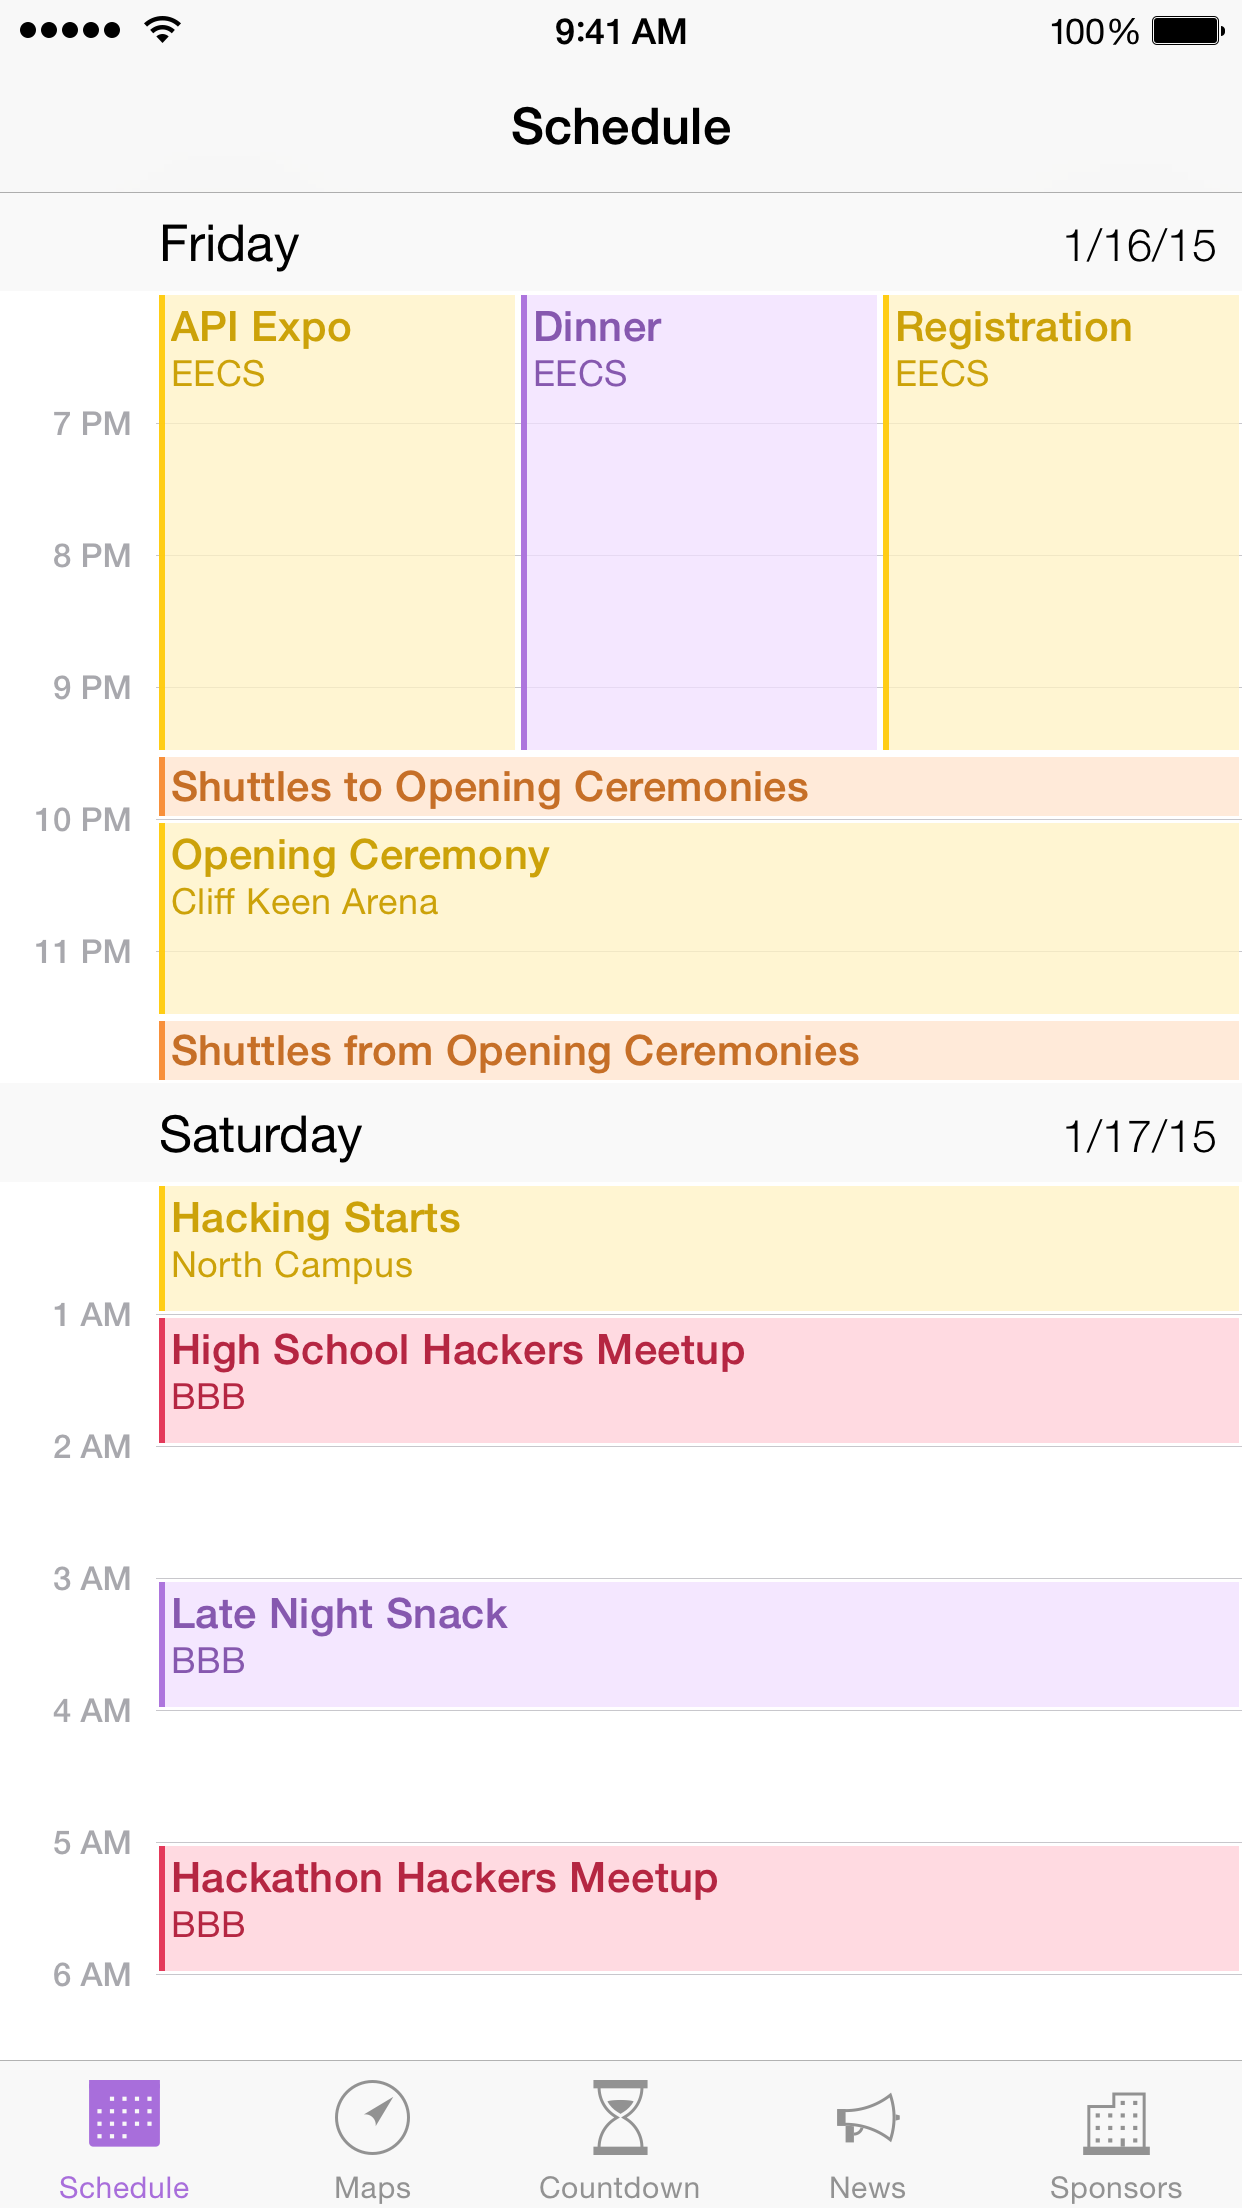 9:41 AM
100%
Schedule
Friday 1/16/15
API Expo
EECS
Dinner
EECS
Registration
EECS
7 PM
8 PM
9 PM
Shuttles to Opening Ceremonies
10 PM
Opening Ceremony
Cliff Keen Arena
11 PM
Shuttles from Opening Ceremonies
Saturday 1/17/15
Hacking Starts
North Campus
1 AM
High School Hackers Meetup
BBB
2 AM
3 AM
Late Night Snack
BBB
4 AM
5 AM
Hackathon Hackers Meetup
BBB
6 AM
Schedule
Maps
Countdown
News
Sponsors